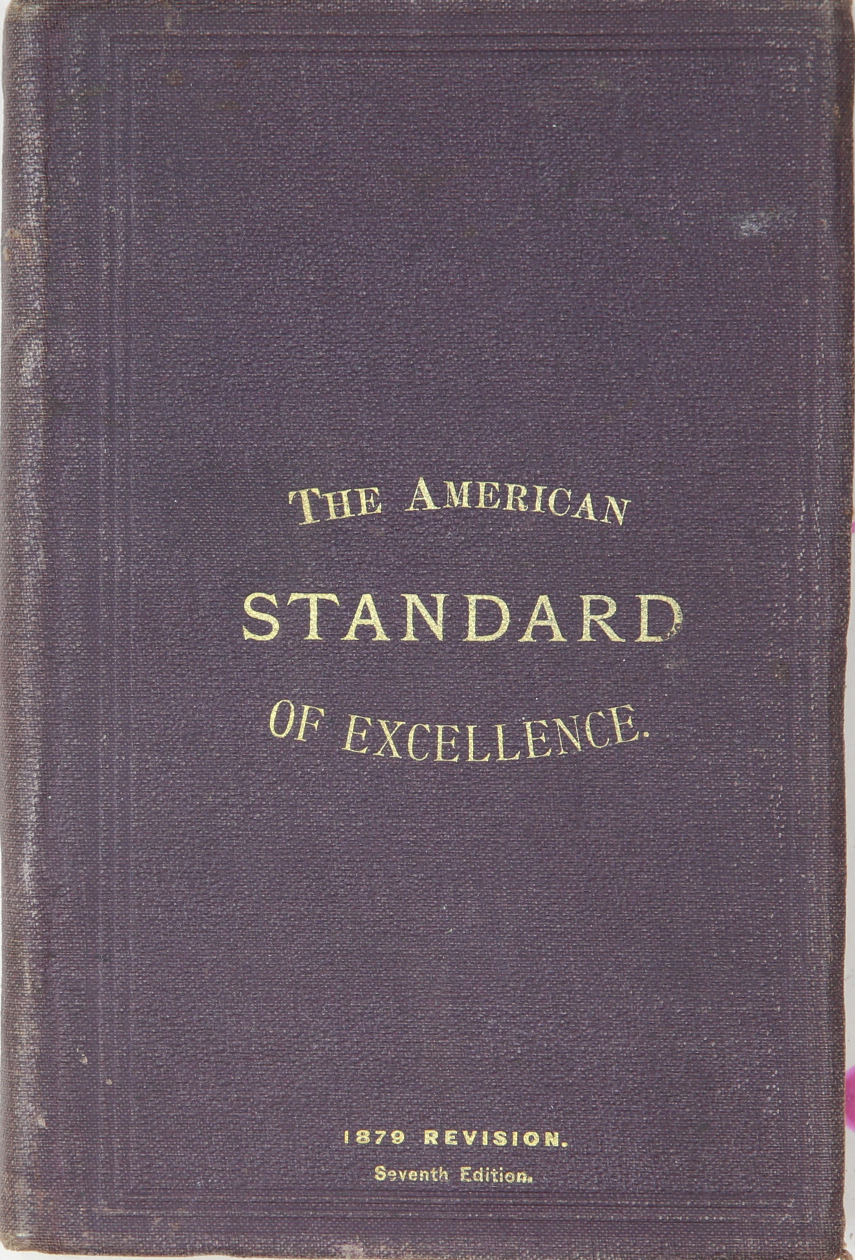 THE AMERICAN
STANDARD
OF EXCELLENCE.
1879 REVISION.
Seventh Edition.